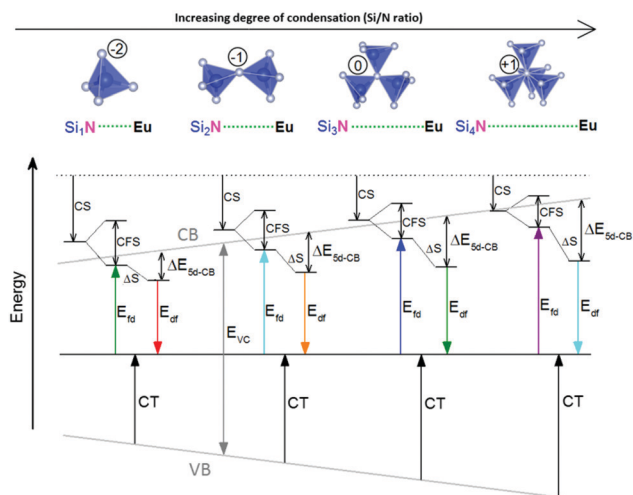 Increasing degree of condensation (Si/N ratio)
-2
-1
0
+1
Si₁N Eu
Si₂N Eu
Si₃N Eu
Si₄N Eu
Energy
CS
CFS
ΔS
ΔE5d-CB
Efd
Edf
CT
CB
EVC
VB
CS
CFS
ΔS
ΔE5d-CB
Efd
Edf
CT
CS
CFS
ΔS
ΔE5d-CB
Efd
Edf
CT
CS
CFS
ΔS
ΔE5d-CB
Efd
Edf
CT